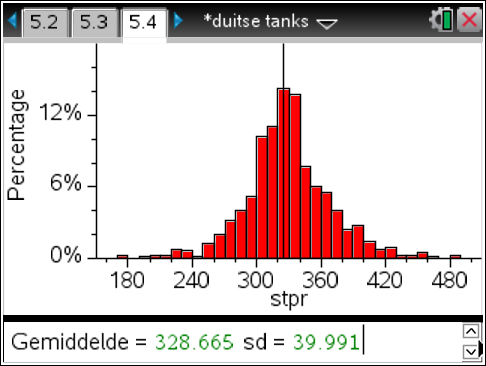 5.2 5.3 5.4 *duitse tanks
Percentage
12%
6%
0%
180 240 300 360 420 480
stpr
Gemiddelde = 328.665 sd = 39.991